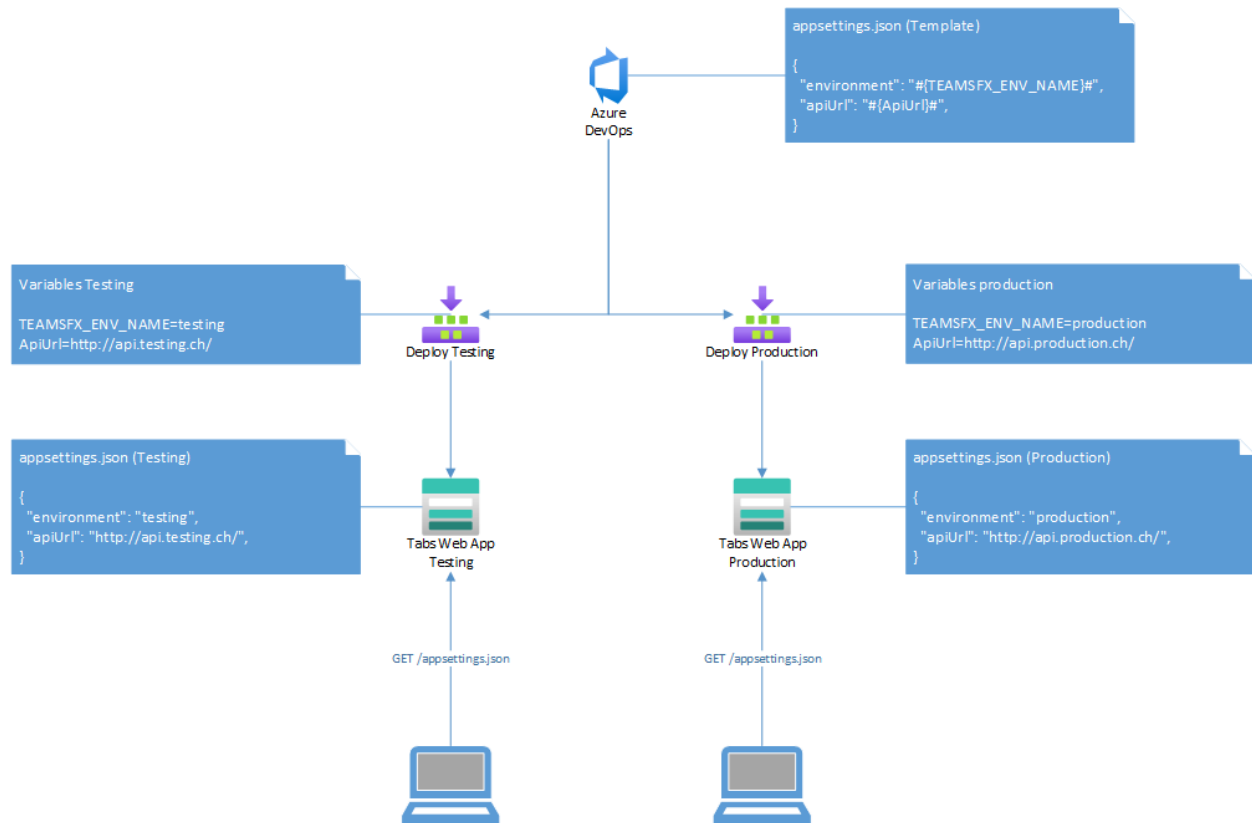 appsettings.json (Template)
{
"environment": "#{TEAMSFX_ENV_NAME}#",
"apiUrl": "#{ApiUrl}#",
}
Azure
DevOps
Variables Testing
TEAMSFX_ENV_NAME=testing
ApiUrl=http://api.testing.ch/
Deploy Testing
Deploy Production
Variables production
TEAMSFX_ENV_NAME=production
ApiUrl=http://api.production.ch/
appsettings.json (Testing)
{
"environment": "testing",
"apiUrl": "http://api.testing.ch/",
}
Tabs Web App
Testing
Tabs Web App
Production
appsettings.json (Production)
{
"environment": "production",
"apiUrl": "http://api.production.ch/",
}
GET /appsettings.json
GET /appsettings.json